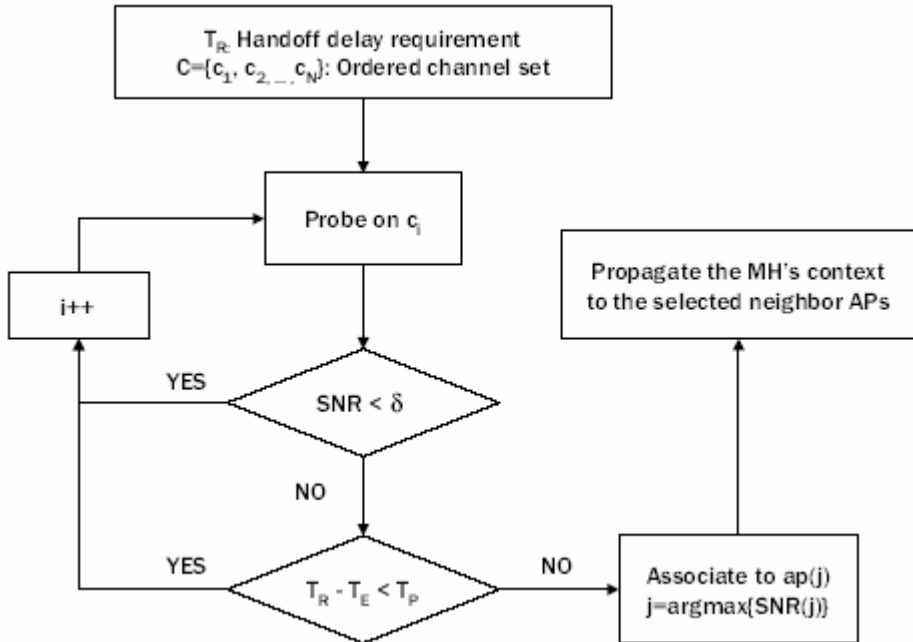 T_R: Handoff delay requirement
C={c_1, c_2, ..., c_N}: Ordered channel set
Probe on c_i
Propagate the MH's context
to the selected neighbor APs
i++
YES
SNR < δ
NO
YES
T_R - T_E < T_P
NO
Associate to ap(j)
j=argmax{SNR(j)}